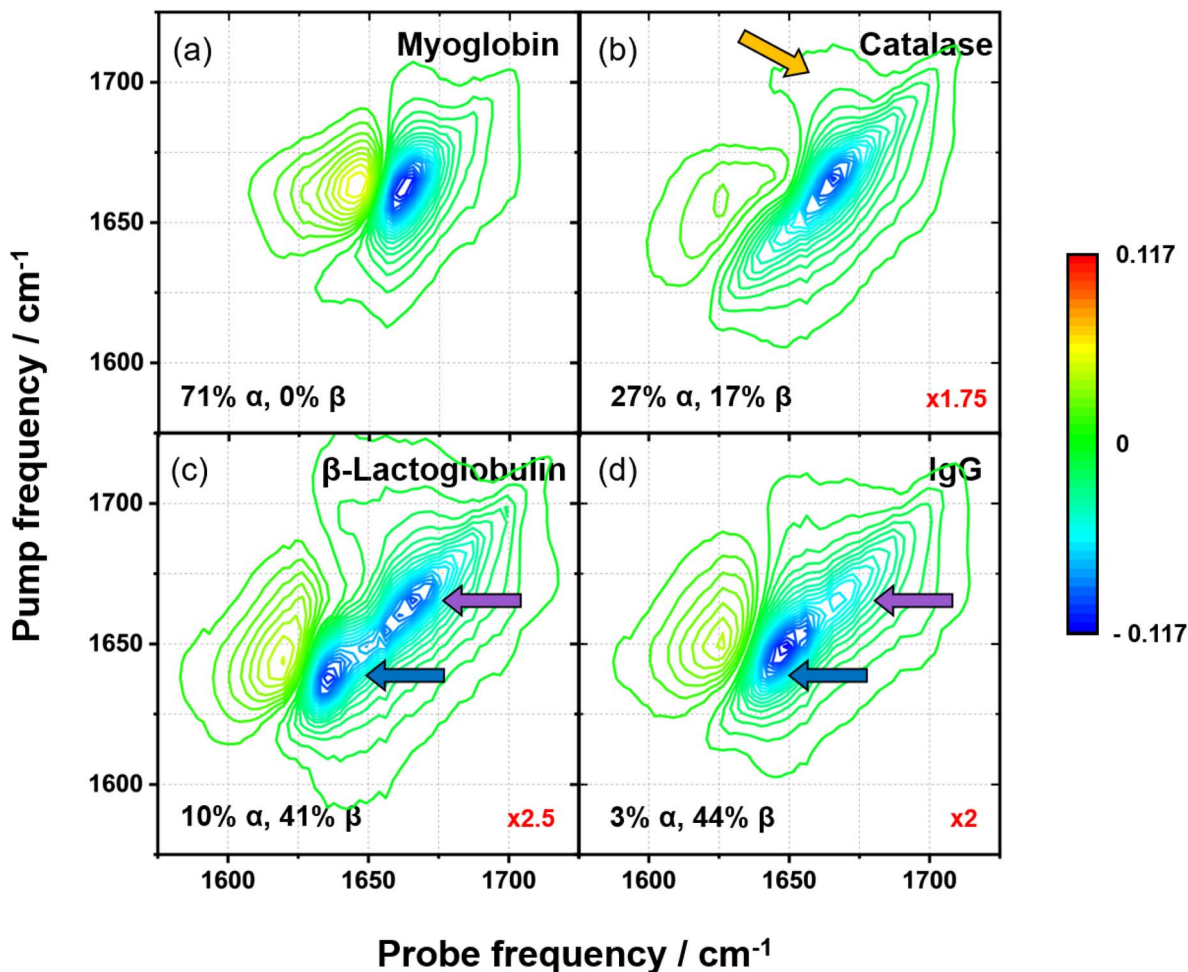 (a) Myoglobin
(b) Catalase
1700
1650
1600
71% α, 0% β
27% α, 17% β
x1.75
(c) β-Lactoglobulin
(d) IgG
1700
1650
1600
10% α, 41% β
x2.5
3% α, 44% β
x2
1600
1650
1700
1600
1650
1700
Pump frequency / cm⁻¹
Probe frequency / cm⁻¹
0.117
0
- 0.117